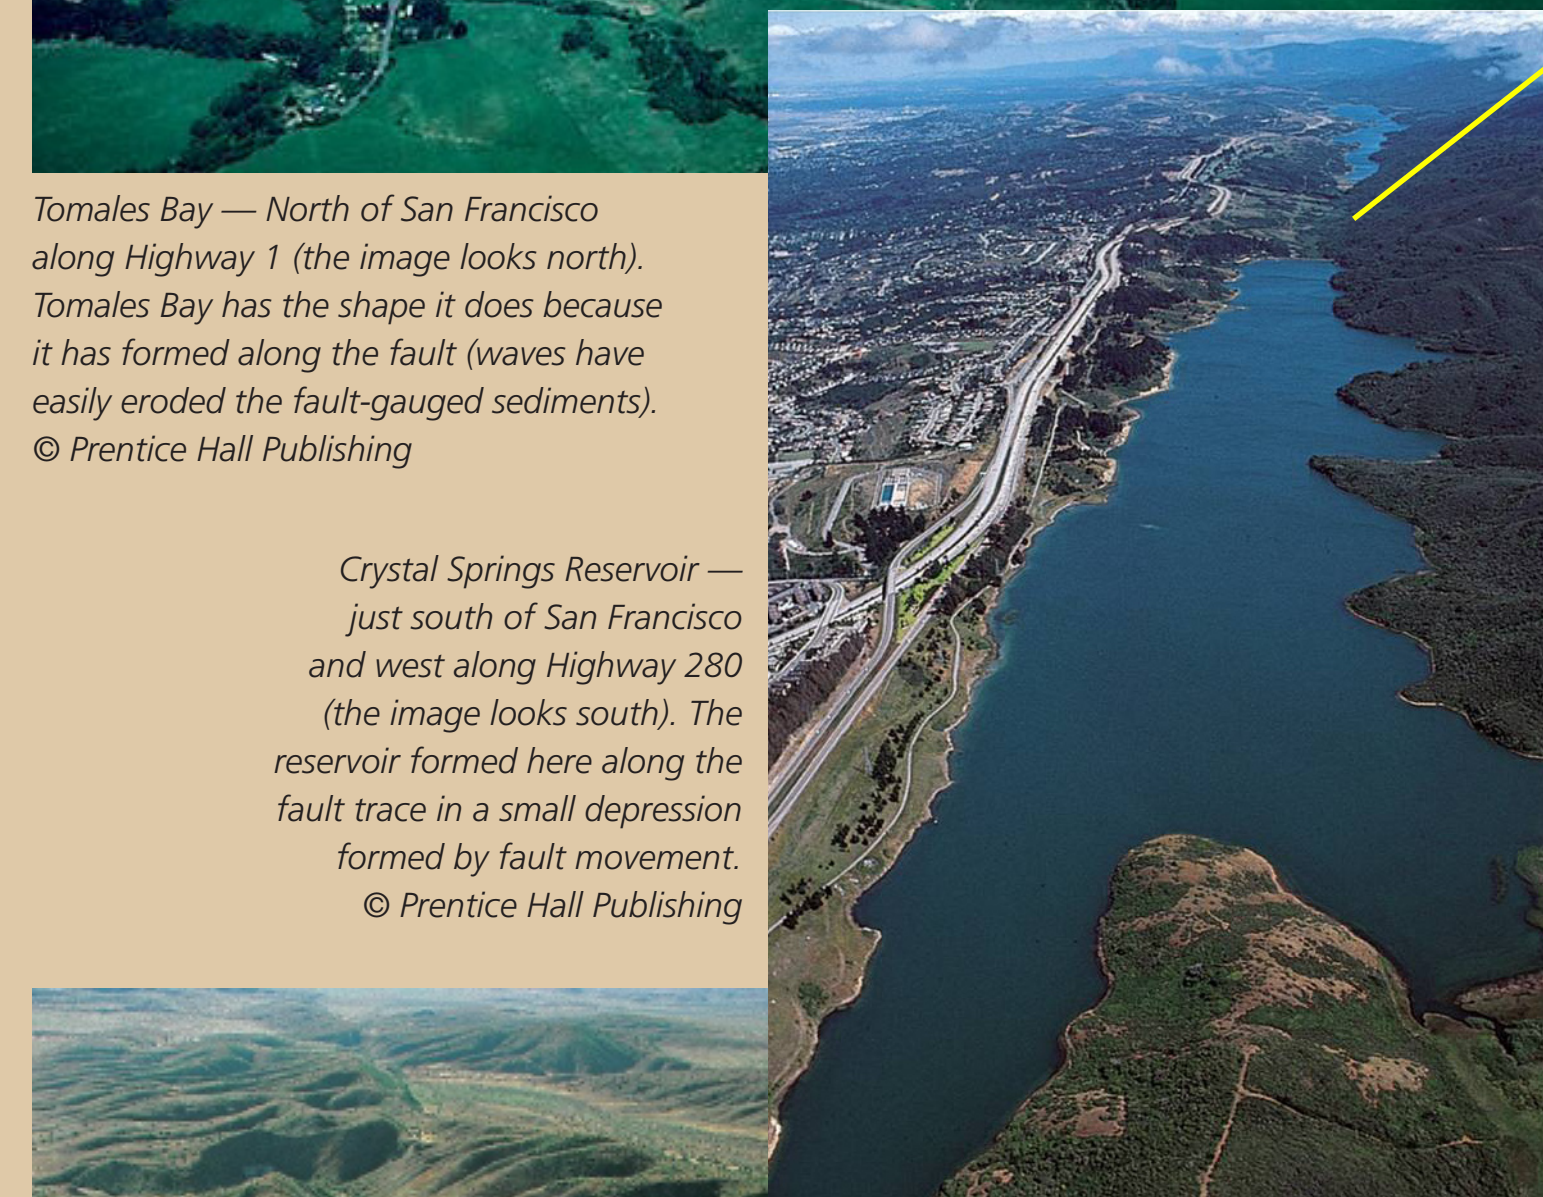 Tomales Bay — North of San Francisco
along Highway 1 (the image looks north).
Tomales Bay has the shape it does because
it has formed along the fault (waves have
easily eroded the fault-gauged sediments).
© Prentice Hall Publishing
Crystal Springs Reservoir —
just south of San Francisco
and west along Highway 280
(the image looks south). The
reservoir formed here along the
fault trace in a small depression
formed by fault movement.
© Prentice Hall Publishing